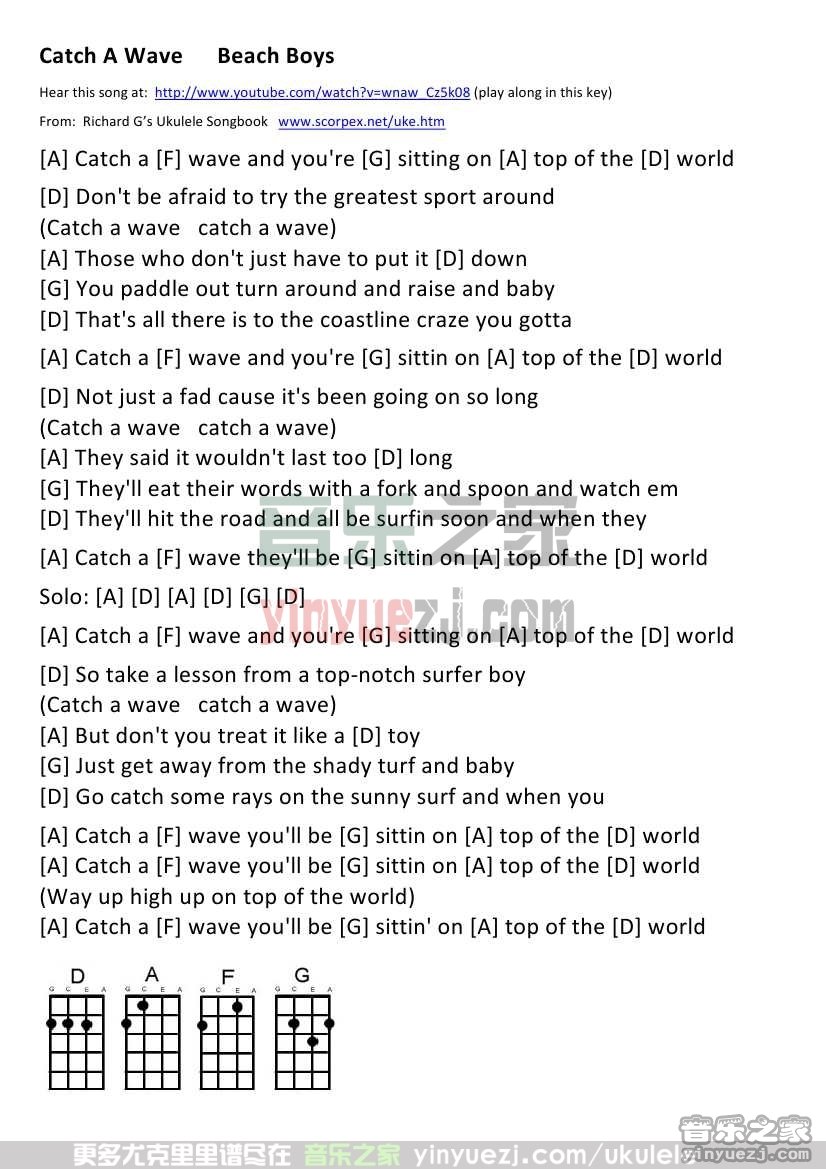 Catch A Wave Beach Boys
Hear this song at: http://www.youtube.com/watch?v=wnaw_Cz5k08 (play along in this key)
From: Richard G's Ukulele Songbook www.scorpex.net/uke.htm
[A] Catch a [F] wave and you're [G] sitting on [A] top of the [D] world
[D] Don't be afraid to try the greatest sport around
(Catch a wave catch a wave)
[A] Those who don't just have to put it [D] down
[G] You paddle out turn around and raise and baby
[D] That's all there is to the coastline craze you gotta
[A] Catch a [F] wave and you're [G] sittin on [A] top of the [D] world
[D] Not just a fad cause it's been going on so long
(Catch a wave catch a wave)
[A] They said it wouldn't last too [D] long
[G] They'll eat their words with a fork and spoon and watch em
[D] They'll hit the road and all be surfin soon and when they
[A] Catch a [F] wave they'll be [G] sittin on [A] top of the [D] world
Solo: [A] [D] [A] [D] [G] [D]
[A] Catch a [F] wave and you're [G] sitting on [A] top of the [D] world
[D] So take a lesson from a top-notch surfer boy
(Catch a wave catch a wave)
[A] But don't you treat it like a [D] toy
[G] Just get away from the shady turf and baby
[D] Go catch some rays on the sunny surf and when you
[A] Catch a [F] wave you'll be [G] sittin on [A] top of the [D] world
[A] Catch a [F] wave you'll be [G] sittin on [A] top of the [D] world
(Way up high up on top of the world)
[A] Catch a [F] wave you'll be [G] sittin' on [A] top of the [D] world
D A F G
G C E A G C E A G C E A G C E A
音乐之家
yinyuezj.com
更多尤克里里谱尽在 音乐之家 yinyuezj.com/ukulele
音乐之家
yinyuezj.com